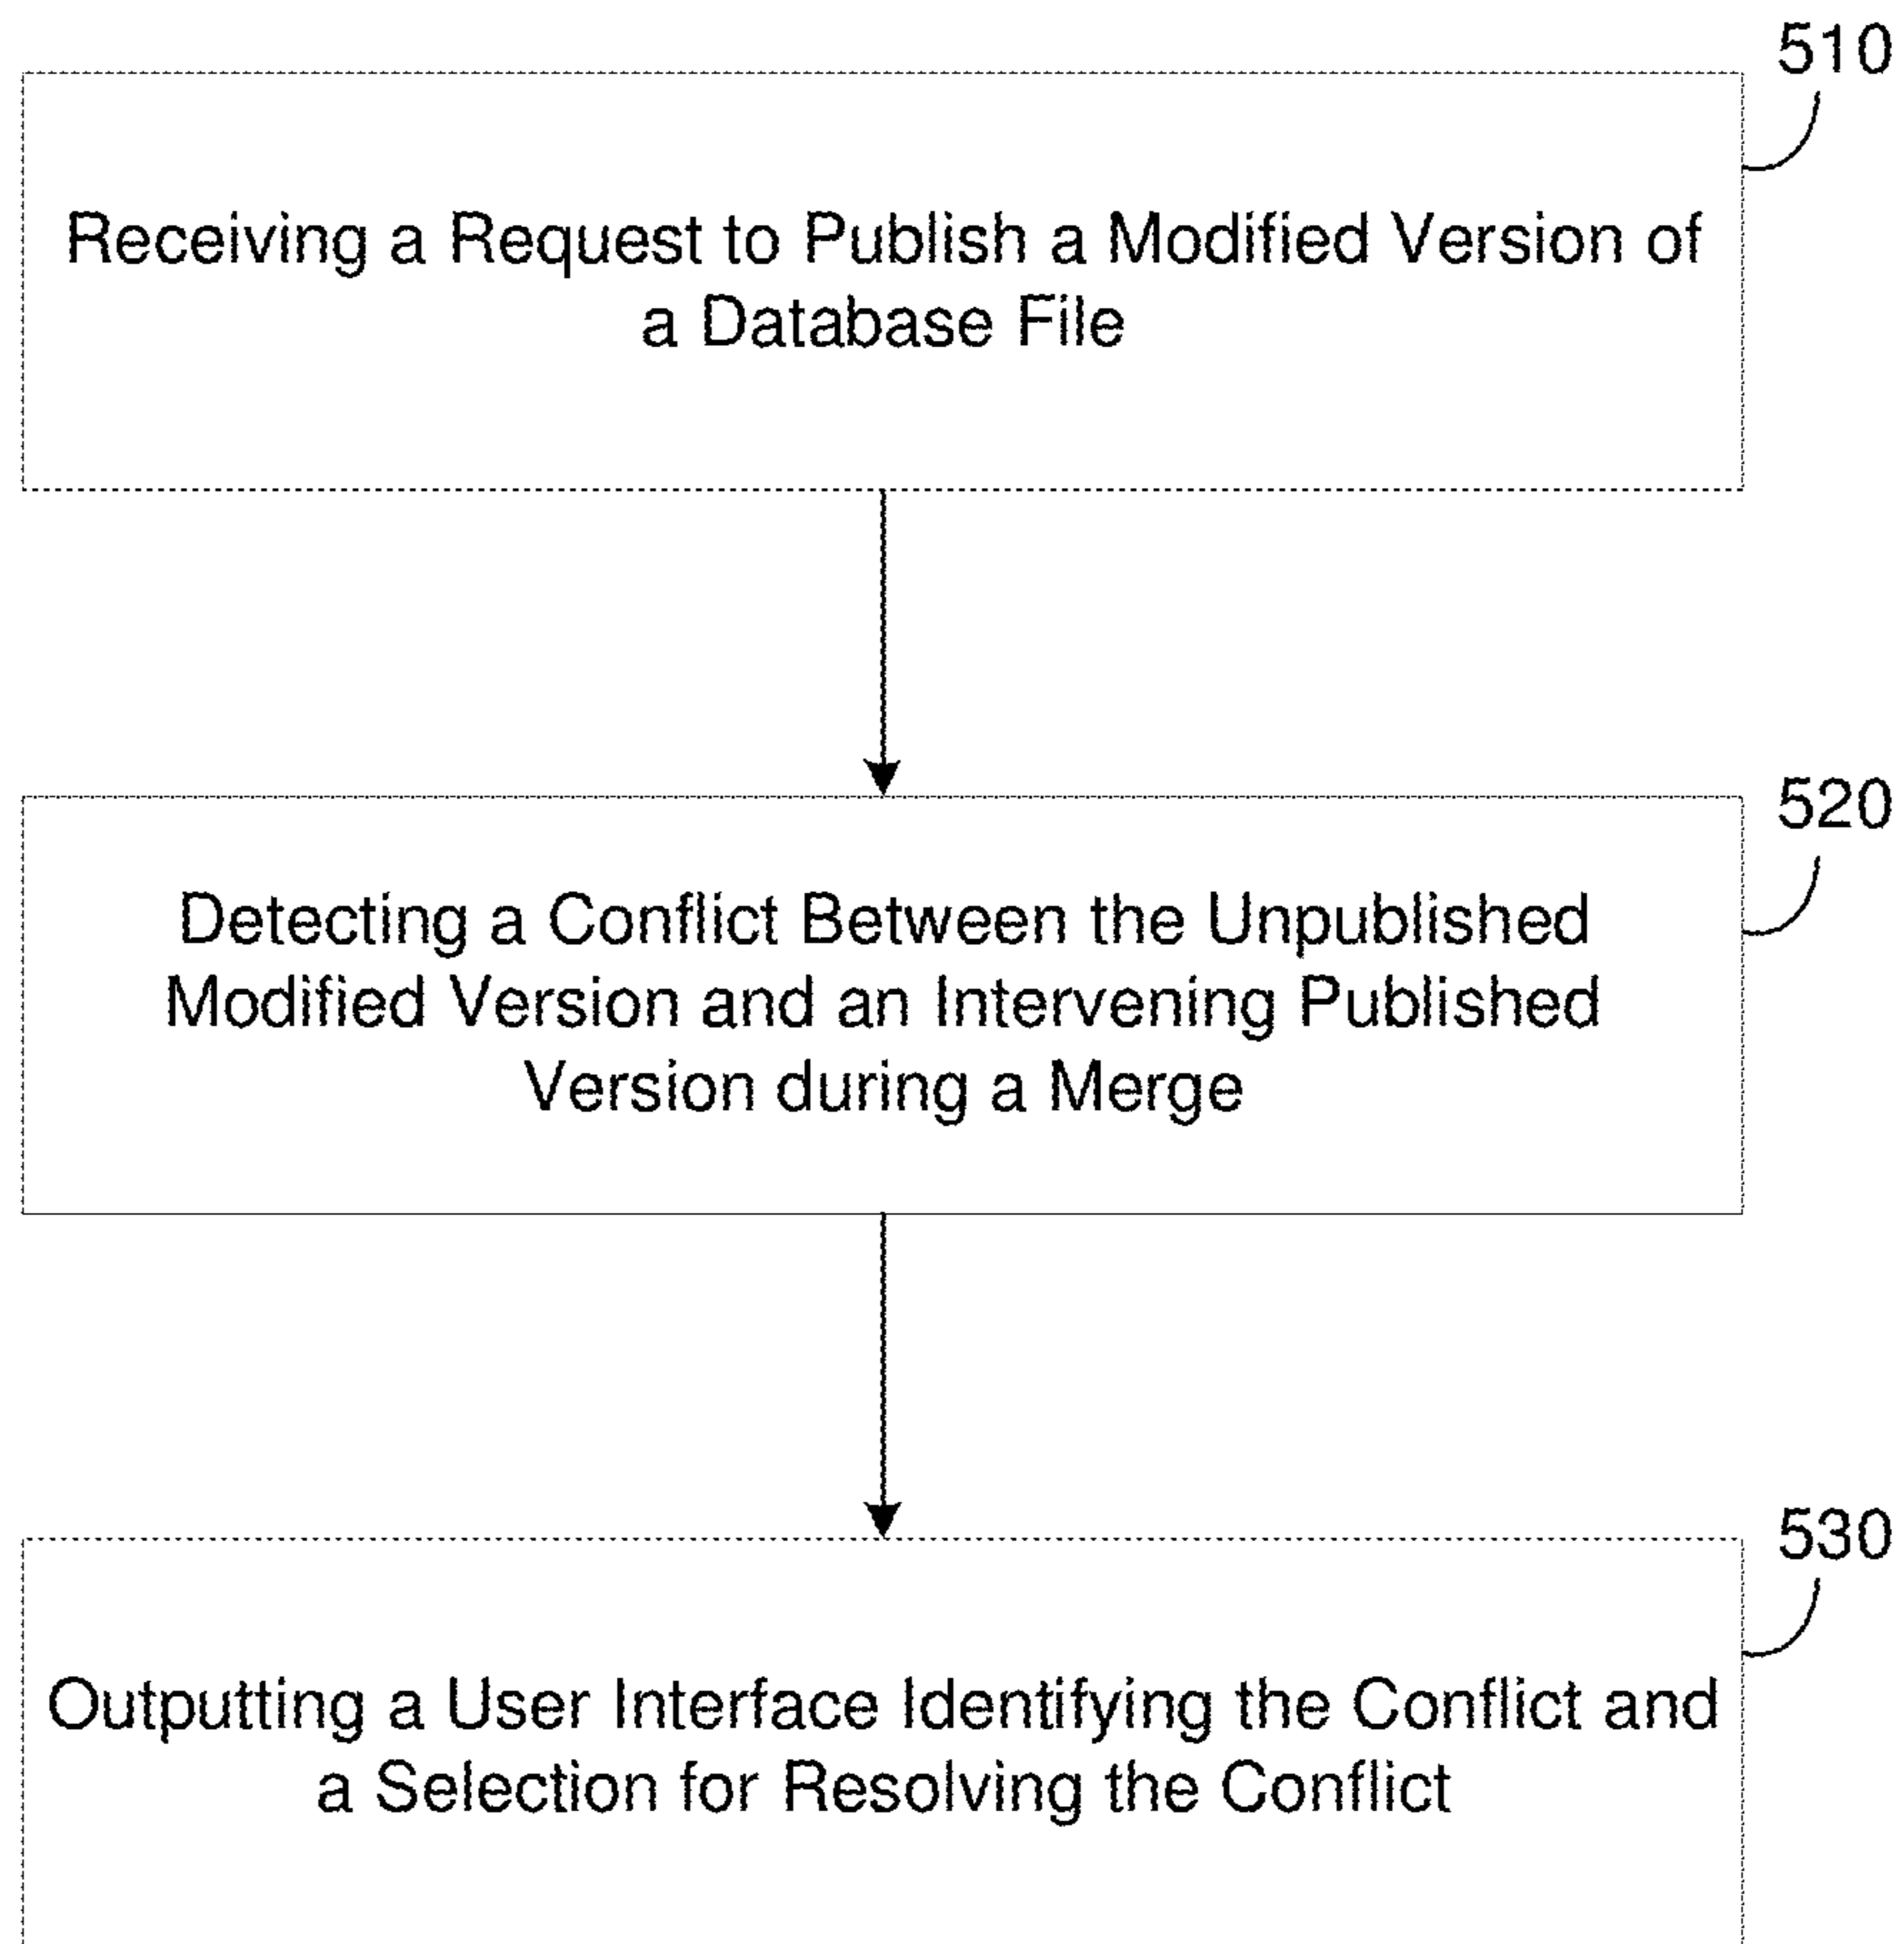 510
Receiving a Request to Publish a Modified Version of
a Database File
520
Detecting a Conflict Between the Unpublished
Modified Version and an Intervening Published
Version during a Merge
530
Outputting a User Interface Identifying the Conflict and
a Selection for Resolving the Conflict